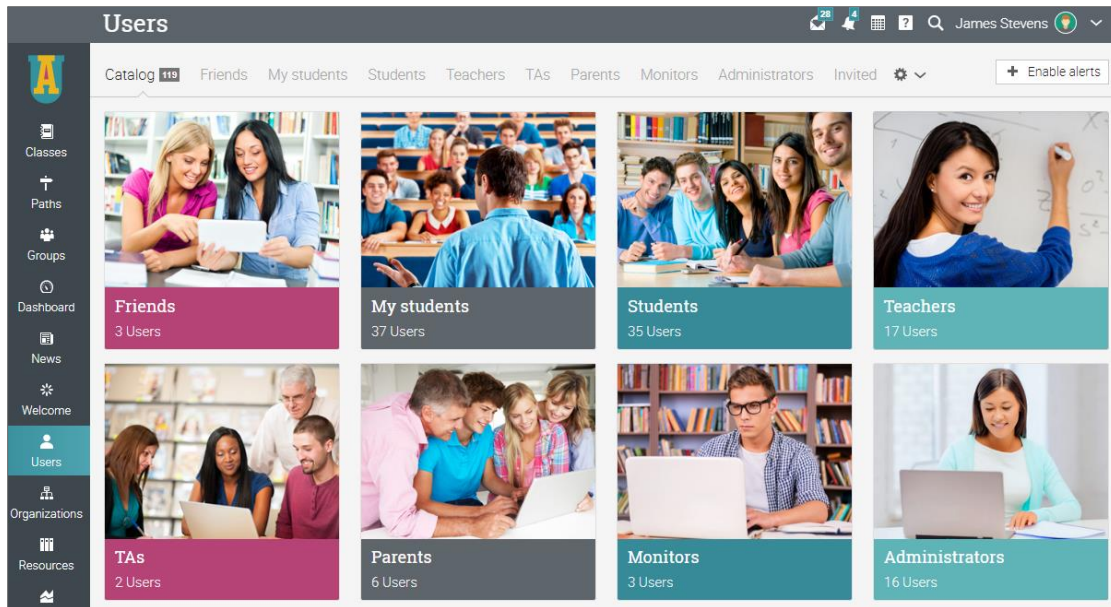 Users
28
4
?
James Stevens
Catalog 119
Friends
My students
Students
Teachers
TAs
Parents
Monitors
Administrators
Invited
+ Enable alerts
Classes
Paths
Groups
Dashboard
News
Welcome
Users
Organizations
Resources
Friends
3 Users
My students
37 Users
Students
35 Users
Teachers
17 Users
TAs
2 Users
Parents
6 Users
Monitors
3 Users
Administrators
16 Users